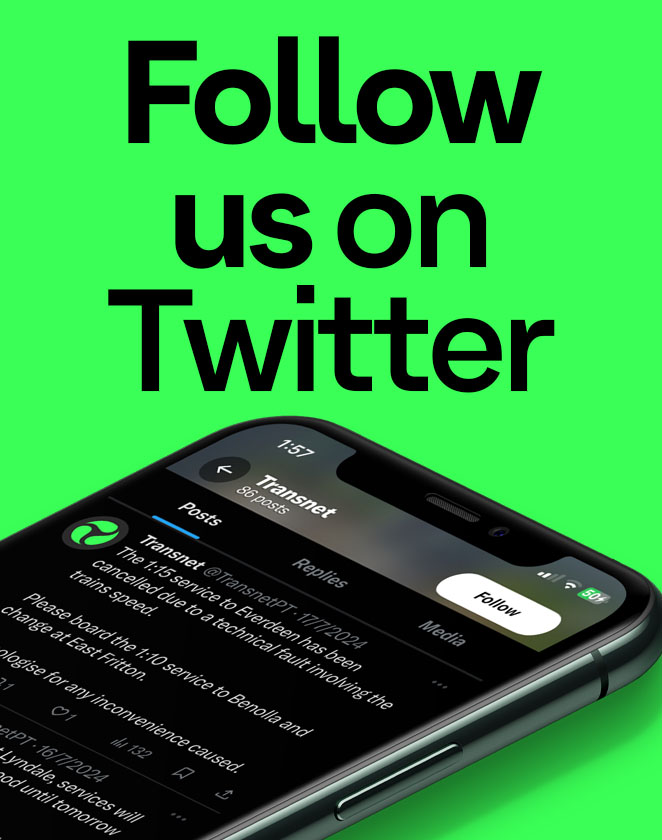 Follow
us on
Twitter
1:57
50
Transnet
86 posts
Follow
Posts
Replies
Media
Transnet @TransnetPT · 17/7/2024
The 1:15 service to Everdeen has been
cancelled due to a technical fault involving the
trains speed.
Please board the 1:10 service to Benolla and
change at East Fritton.
for any inconvenience caused.
1
132
· 16/7/2024
Lyndale, services will
until tomorrow